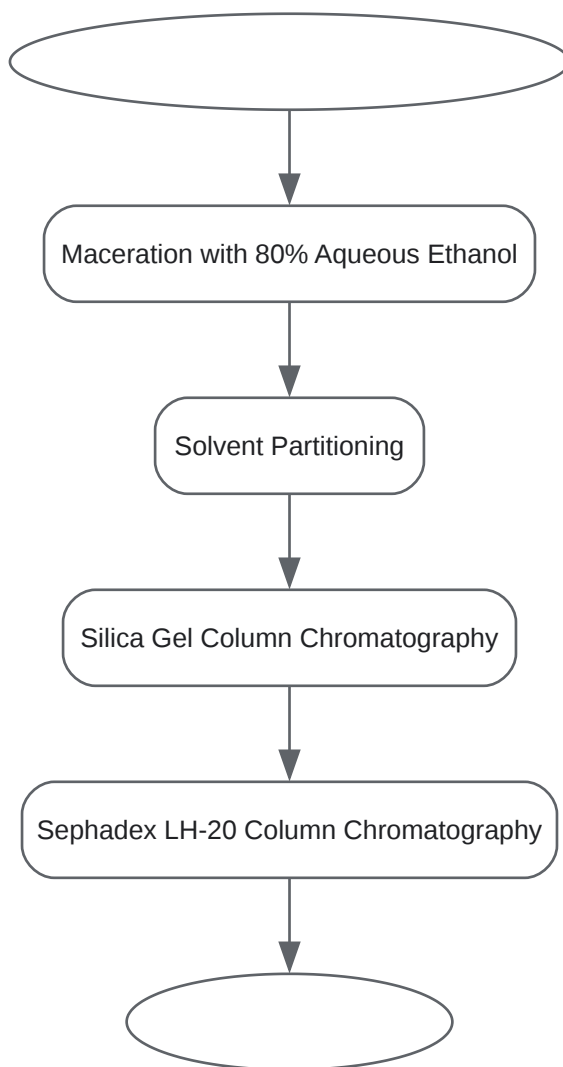 Maceration with 80% Aqueous Ethanol
Solvent Partitioning
Silica Gel Column Chromatography
Sephadex LH-20 Column Chromatography